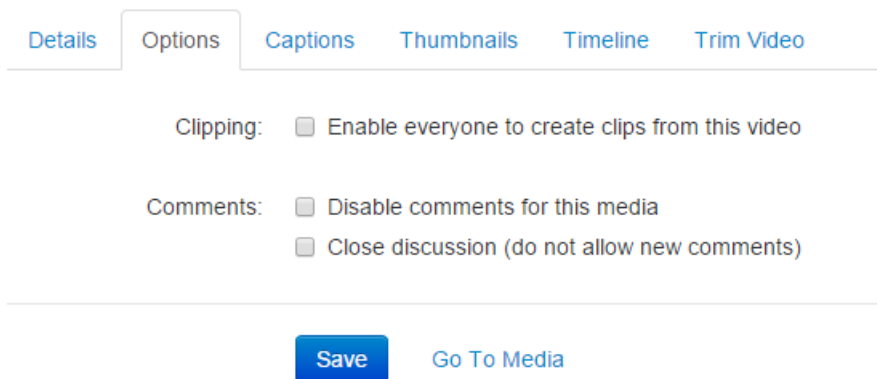 Details Options Captions Thumbnails Timeline Trim Video
Clipping: Enable everyone to create clips from this video
Comments: Disable comments for this media
Close discussion (do not allow new comments)
Save Go To Media